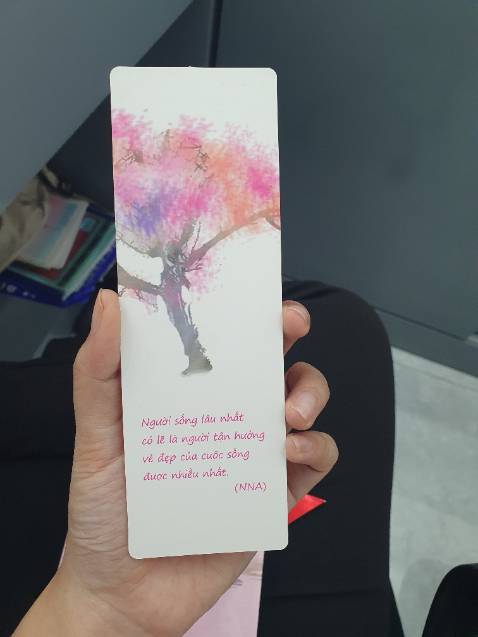 Người sống lâu nhất
có lẽ là người tận hưởng
vẻ đẹp của cuộc sống
được nhiều nhất.
(NNA)